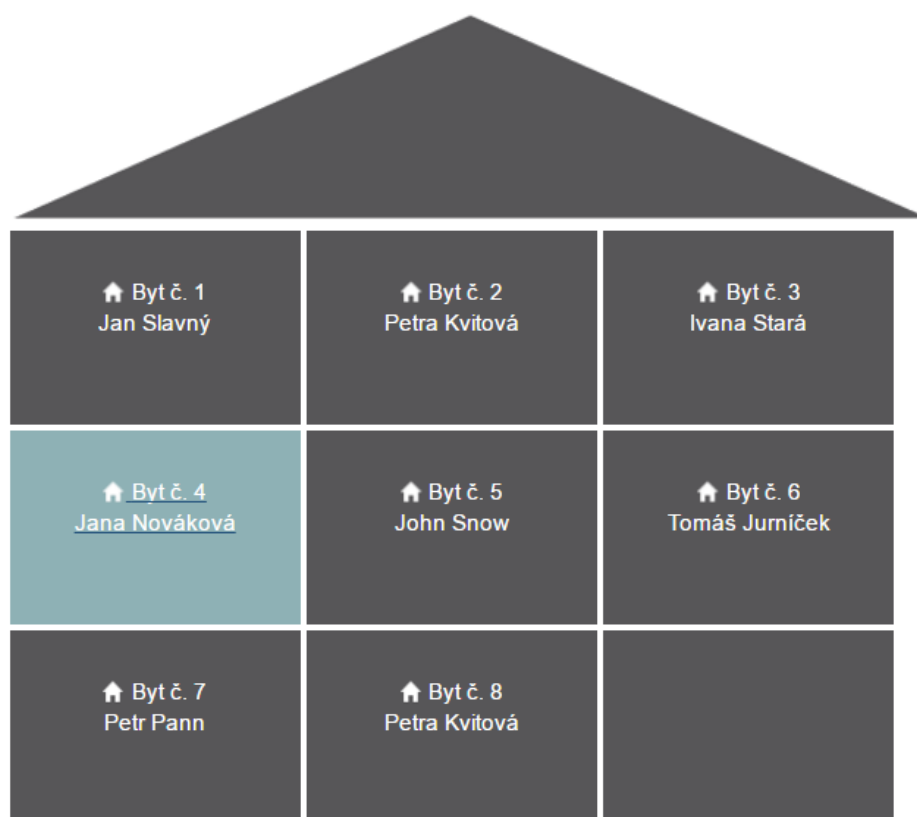 Byt č. 1
Jan Slavný
Byt č. 2
Petra Kvitová
Byt č. 3
Ivana Stará
Byt č. 4
Jana Nováková
Byt č. 5
John Snow
Byt č. 6
Tomáš Jurníček
Byt č. 7
Petr Pann
Byt č. 8
Petra Kvitová